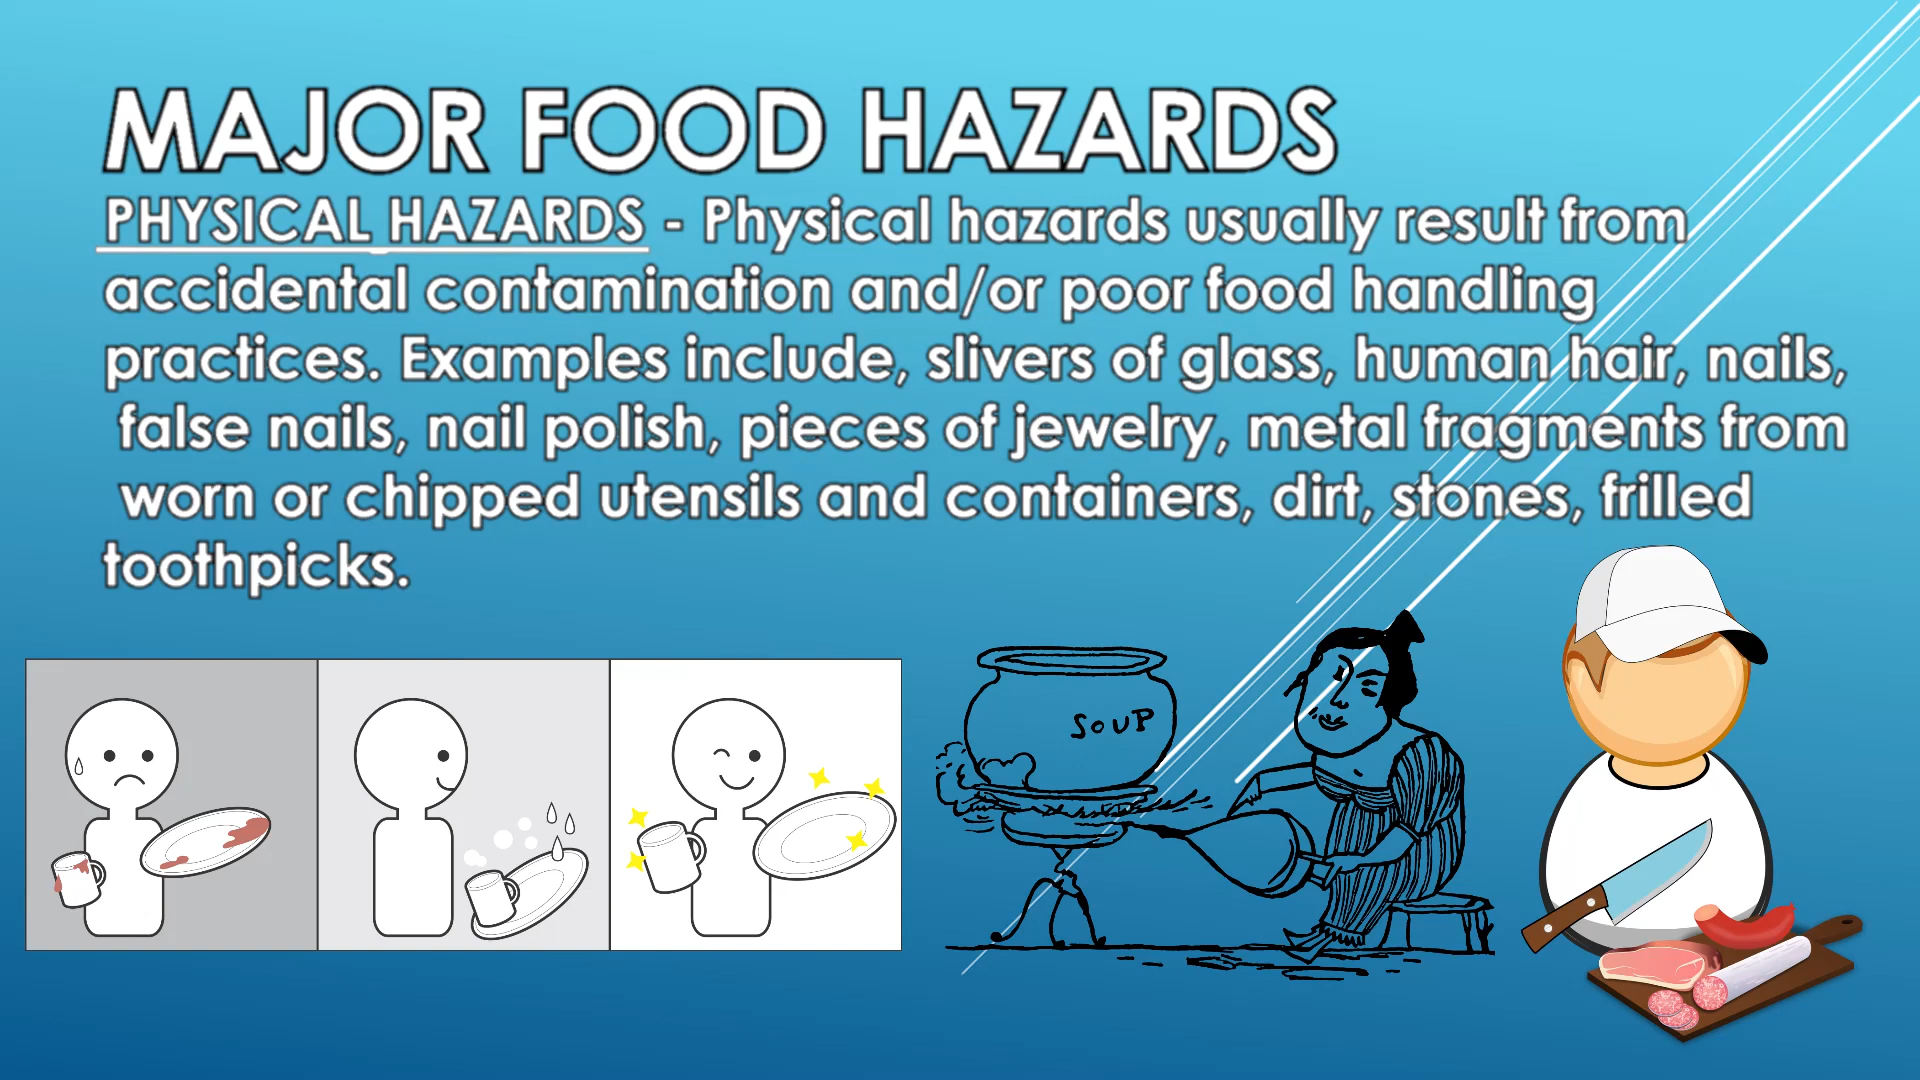 MAJOR FOOD HAZARDS
PHYSICAL HAZARDS - Physical hazards usually result from
accidental contamination and/or poor food handling
practices. Examples include, slivers of glass, human hair, nails,
false nails, nail polish, pieces of jewelry, metal fragments from
worn or chipped utensils and containers, dirt, stones, frilled
toothpicks.
SOUP